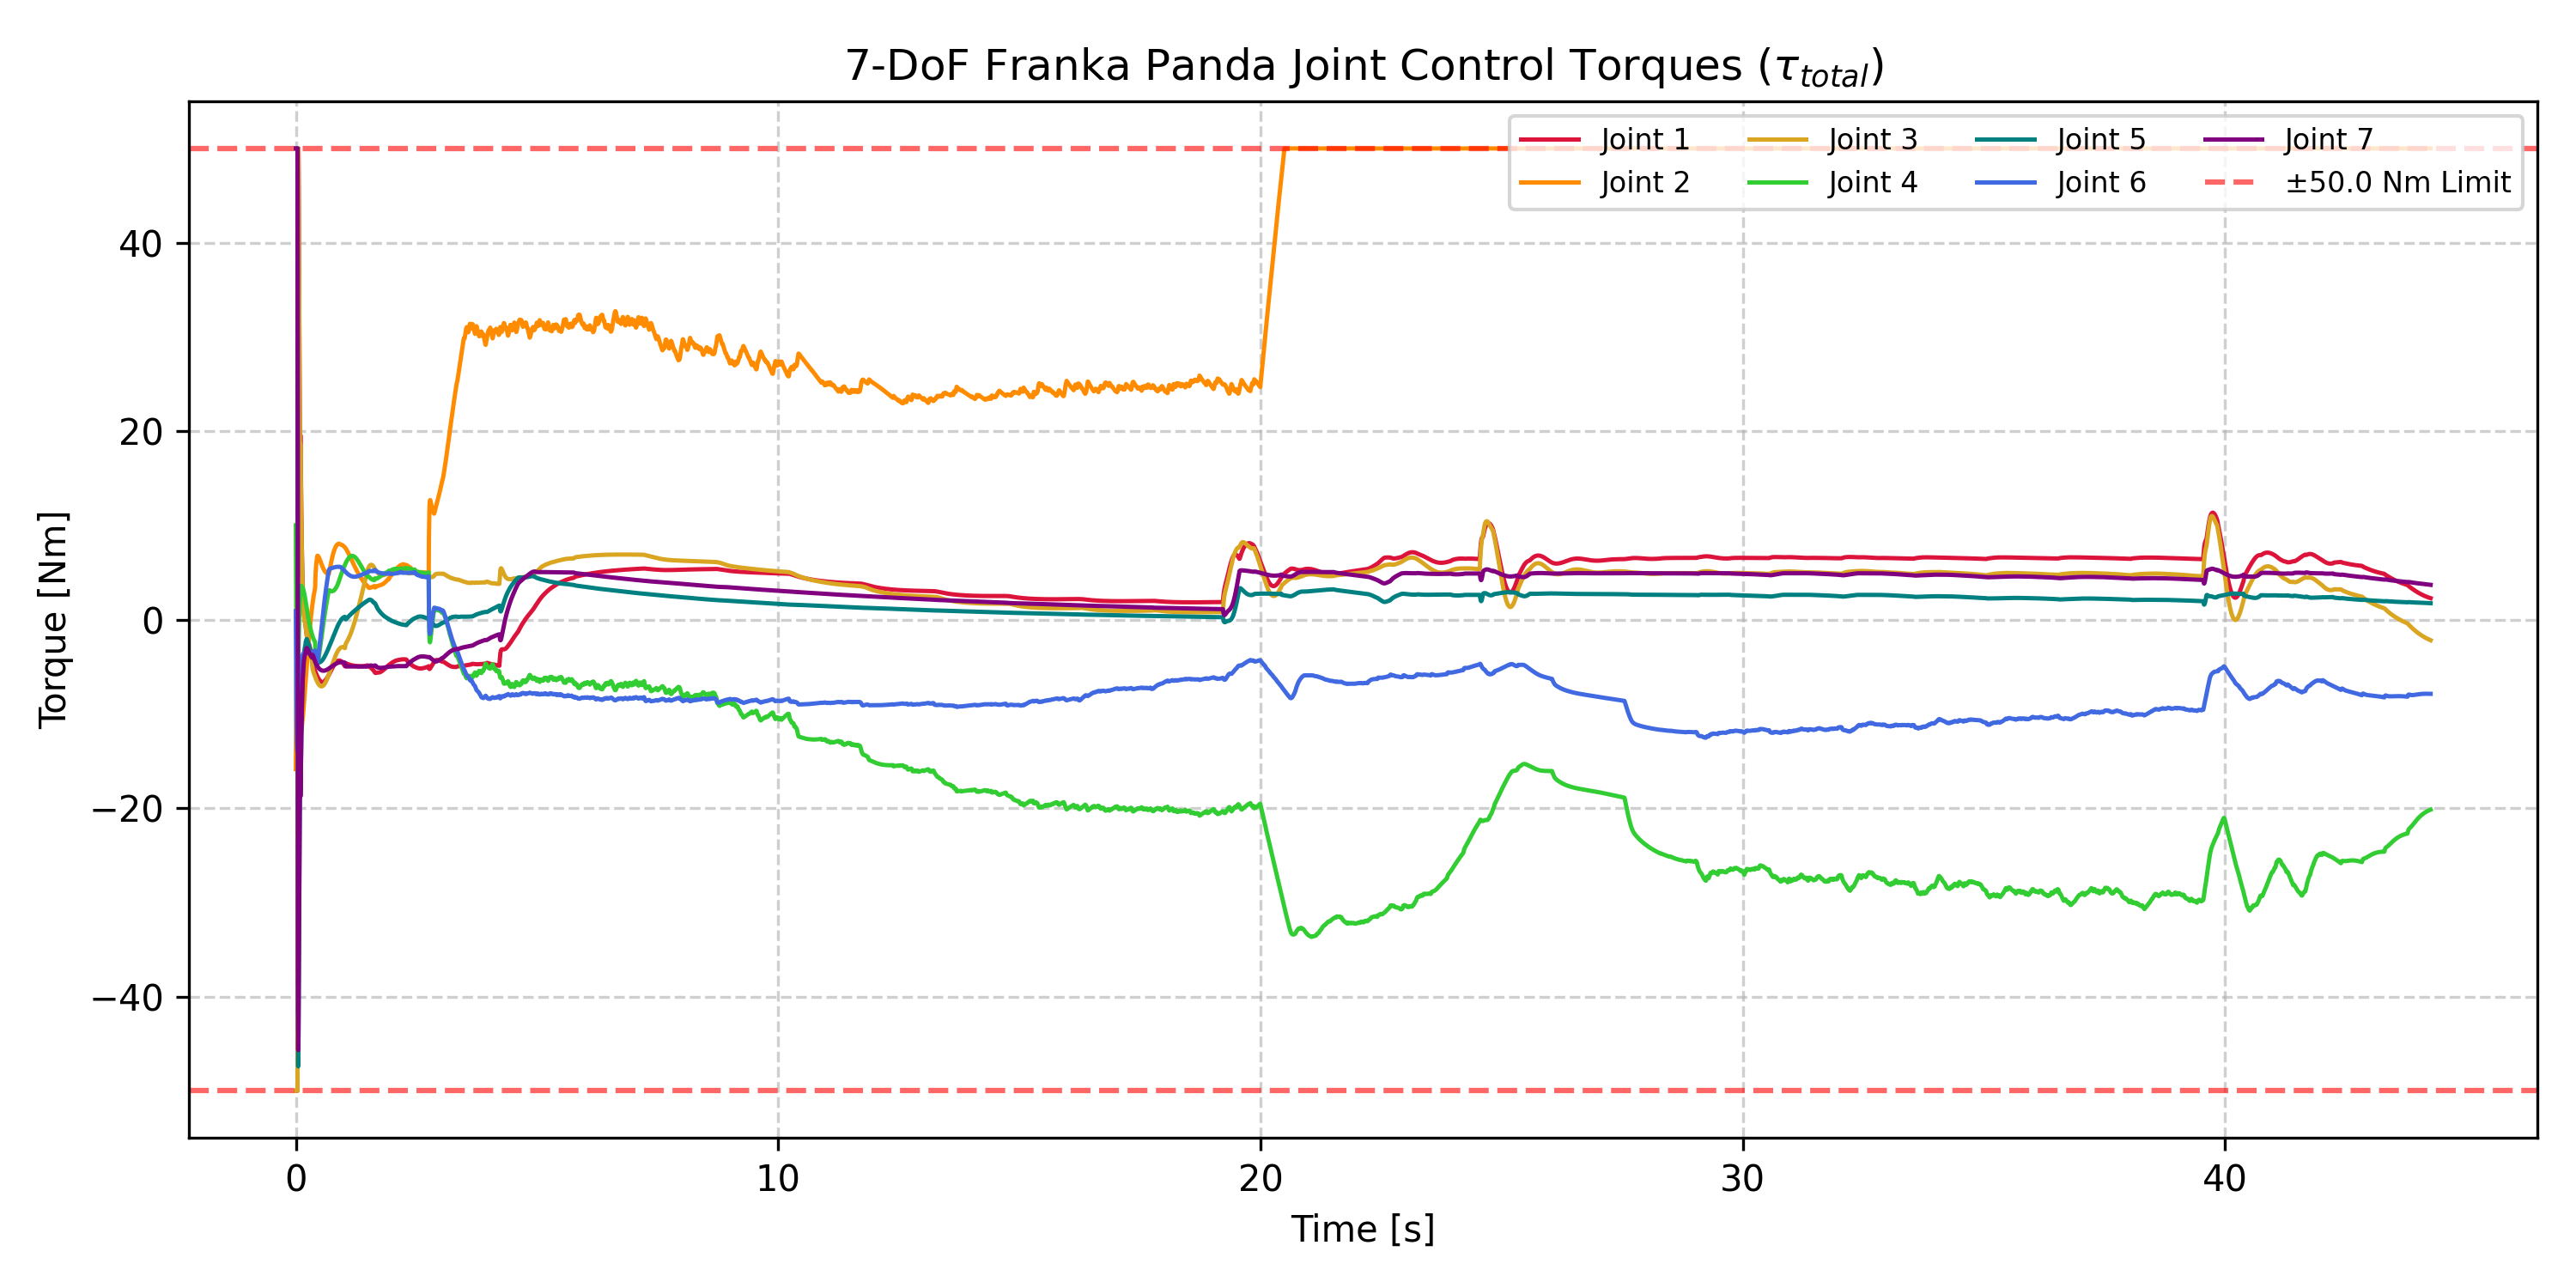 7-DoF Franka Panda Joint Control Torques (τ_total)
Joint 1
Joint 2
Joint 3
Joint 4
Joint 5
Joint 6
Joint 7
±50.0 Nm Limit
Torque [Nm]
40
20
0
−20
−40
0 10 20 30 40
Time [s]